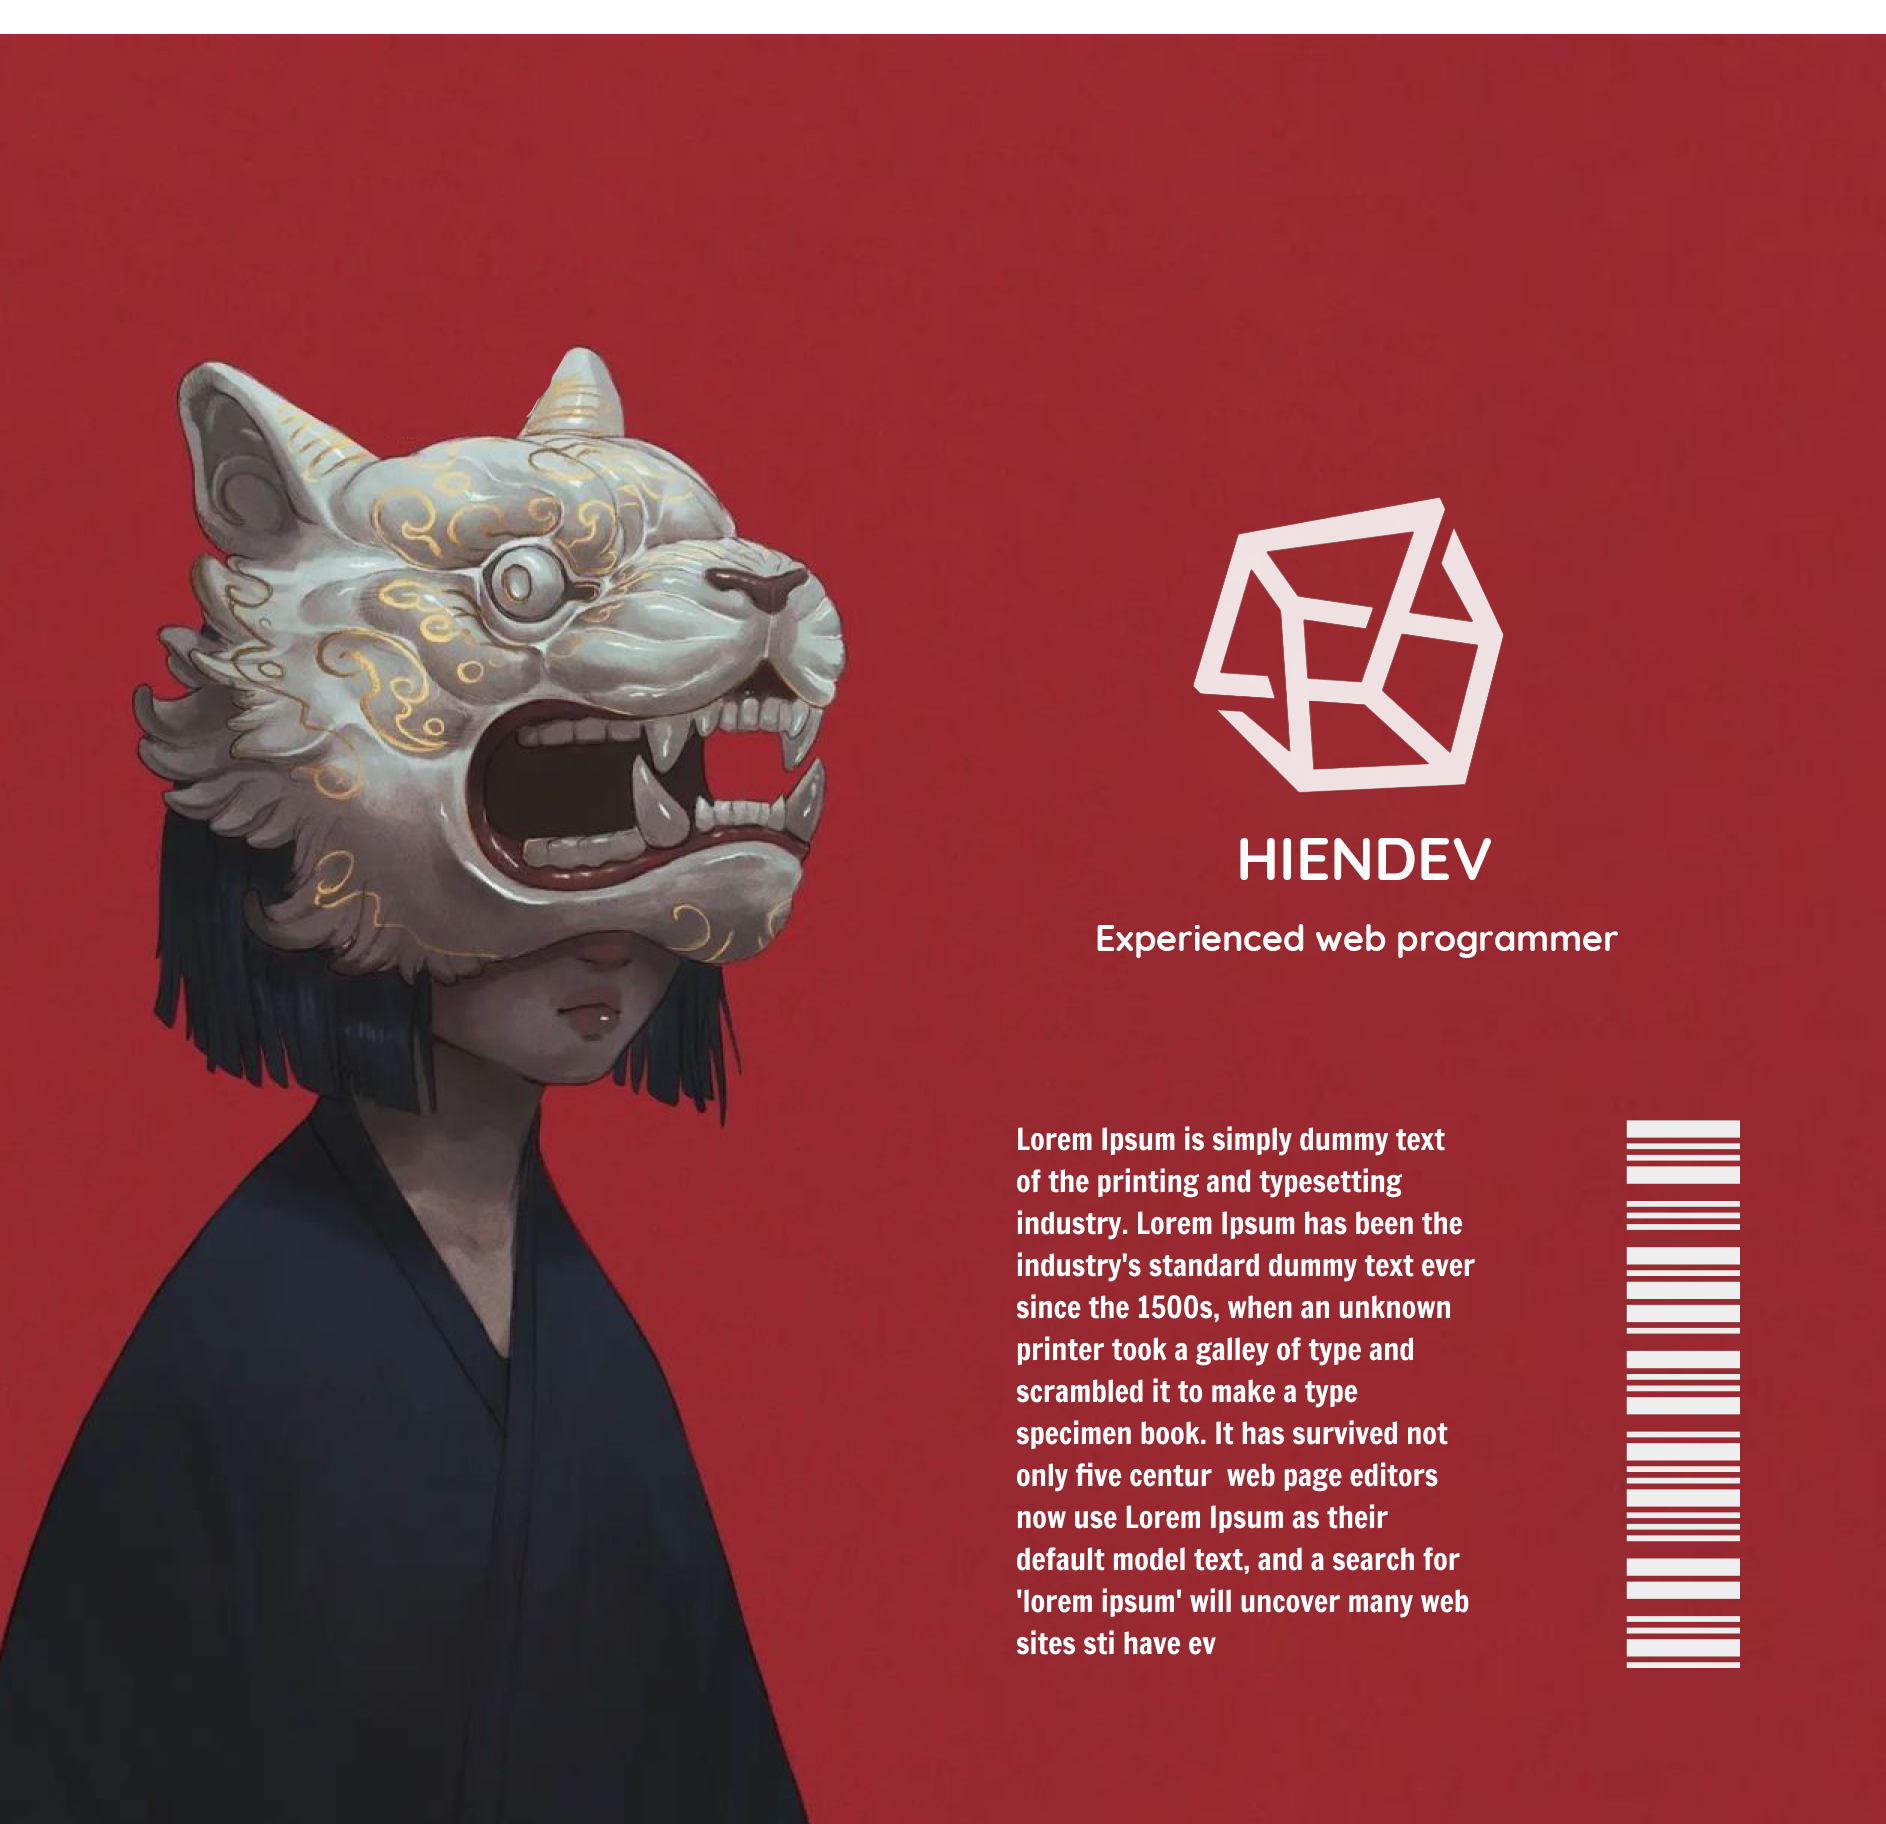 HIENDEV
Experienced web programmer
Lorem Ipsum is simply dummy text
of the printing and typesetting
industry. Lorem Ipsum has been the
industry's standard dummy text ever
since the 1500s, when an unknown
printer took a galley of type and
scrambled it to make a type
specimen book. It has survived not
only five centur  web page editors
now use Lorem Ipsum as their
default model text, and a search for
'lorem ipsum' will uncover many web
sites sti have ev